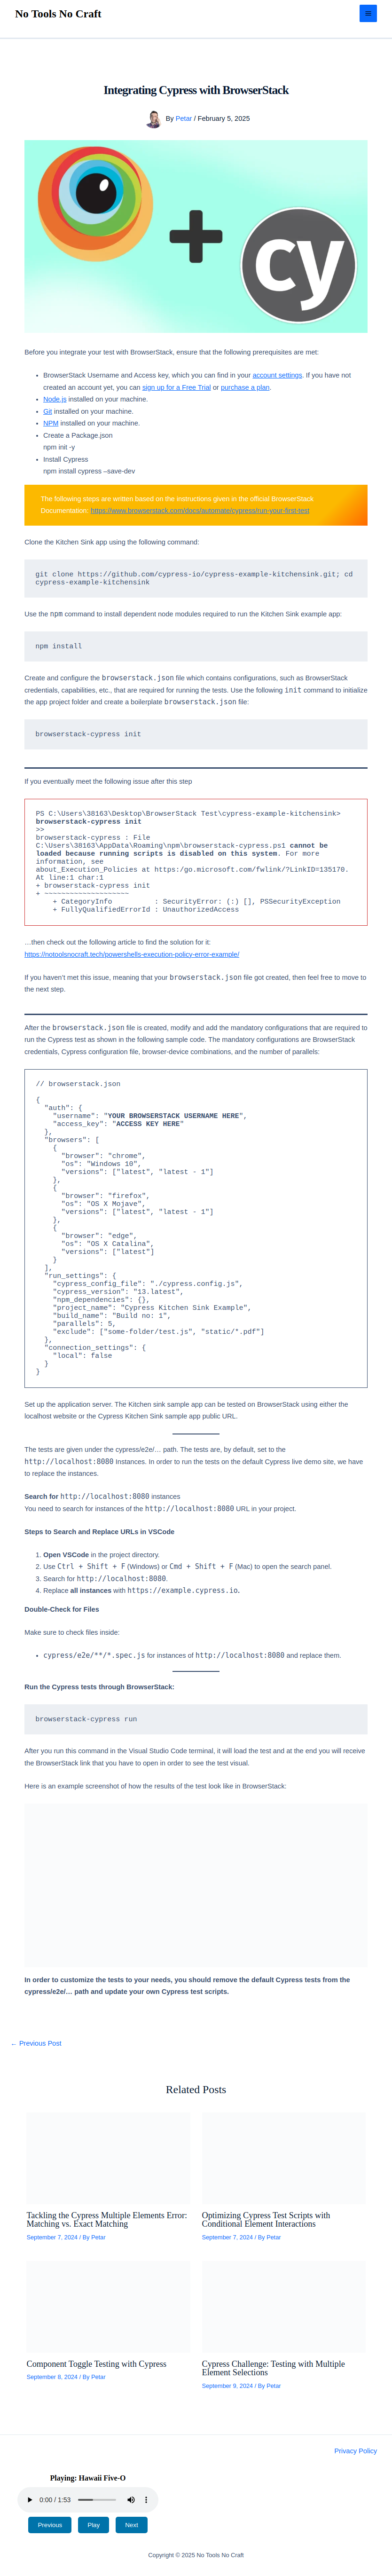 No Tools No Craft
Integrating Cypress with BrowserStack
By Petar / February 5, 2025
cy
Before you integrate your test with BrowserStack, ensure that the following prerequisites are met:
BrowserStack Username and Access key, which you can find in your account settings. If you have not
created an account yet, you can sign up for a Free Trial or purchase a plan.
Node.js installed on your machine.
Git installed on your machine.
NPM installed on your machine.
Create a Package.json
npm init -y
Install Cypress
npm install cypress –save-dev
The following steps are written based on the instructions given in the official BrowserStack
Documentation: https://www.browserstack.com/docs/automate/cypress/run-your-first-test
Clone the Kitchen Sink app using the following command:
git clone https://github.com/cypress-io/cypress-example-kitchensink.git; cd
cypress-example-kitchensink
Use the npm command to install dependent node modules required to run the Kitchen Sink example app:
npm install
Create and configure the browserstack.json file which contains configurations, such as BrowserStack
credentials, capabilities, etc., that are required for running the tests. Use the following init command to initialize
the app project folder and create a boilerplate browserstack.json file:
browserstack-cypress init
If you eventually meet the following issue after this step
PS C:\Users\38163\Desktop\BrowserStack Test\cypress-example-kitchensink>
browserstack-cypress init
>>
browserstack-cypress : File
C:\Users\38163\AppData\Roaming\npm\browserstack-cypress.ps1 cannot be
loaded because running scripts is disabled on this system. For more
information, see
about_Execution_Policies at https:/go.microsoft.com/fwlink/?LinkID=135170.
At line:1 char:1
+ browserstack-cypress init
+ ~~~~~~~~~~~~~~~~~~~~
+ CategoryInfo : SecurityError: (:) [], PSSecurityException
+ FullyQualifiedErrorId : UnauthorizedAccess
…then check out the following article to find the solution for it:
https://notoolsnocraft.tech/powershells-execution-policy-error-example/
If you haven't met this issue, meaning that your browserstack.json file got created, then feel free to move to
the next step.
After the browserstack.json file is created, modify and add the mandatory configurations that are required to
run the Cypress test as shown in the following sample code. The mandatory configurations are BrowserStack
credentials, Cypress configuration file, browser-device combinations, and the number of parallels:
// browserstack.json
{
"auth": {
"username": "YOUR BROWSERSTACK USERNAME HERE",
"access_key": "ACCESS KEY HERE"
},
"browsers": [
{
"browser": "chrome",
"os": "Windows 10",
"versions": ["latest", "latest - 1"]
},
{
"browser": "firefox",
"os": "OS X Mojave",
"versions": ["latest", "latest - 1"]
},
{
"browser": "edge",
"os": "OS X Catalina",
"versions": ["latest"]
}
],
"run_settings": {
"cypress_config_file": "./cypress.config.js",
"cypress_version": "13.latest",
"npm_dependencies": {},
"project_name": "Cypress Kitchen Sink Example",
"build_name": "Build no: 1",
"parallels": 5,
"exclude": ["some-folder/test.js", "static/*.pdf"]
},
"connection_settings": {
"local": false
}
}
Set up the application server. The Kitchen sink sample app can be tested on BrowserStack using either the
localhost website or the Cypress Kitchen Sink sample app public URL.
The tests are given under the cypress/e2e/… path. The tests are, by default, set to the
http://localhost:8080 Instances. In order to run the tests on the default Cypress live demo site, we have
to replace the instances.
Search for http://localhost:8080 instances
You need to search for instances of the http://localhost:8080 URL in your project.
Steps to Search and Replace URLs in VSCode
1. Open VSCode in the project directory.
2. Use Ctrl + Shift + F (Windows) or Cmd + Shift + F (Mac) to open the search panel.
3. Search for http://localhost:8080.
4. Replace all instances with https://example.cypress.io.
Double-Check for Files
Make sure to check files inside:
cypress/e2e/**/*.spec.js for instances of http://localhost:8080 and replace them.
Run the Cypress tests through BrowserStack:
browserstack-cypress run
After you run this command in the Visual Studio Code terminal, it will load the test and at the end you will receive
the BrowserStack link that you have to open in order to see the test visual.
Here is an example screenshot of how the results of the test look like in BrowserStack:
In order to customize the tests to your needs, you should remove the default Cypress tests from the
cypress/e2e/… path and update your own Cypress test scripts.
← Previous Post
Related Posts
Tackling the Cypress Multiple Elements Error:
Matching vs. Exact Matching
September 7, 2024 / By Petar
Optimizing Cypress Test Scripts with
Conditional Element Interactions
September 7, 2024 / By Petar
Component Toggle Testing with Cypress
September 8, 2024 / By Petar
Cypress Challenge: Testing with Multiple
Element Selections
September 9, 2024 / By Petar
Privacy Policy
Playing: Hawaii Five-O
0:00 / 1:53
Previous Play Next
Copyright © 2025 No Tools No Craft